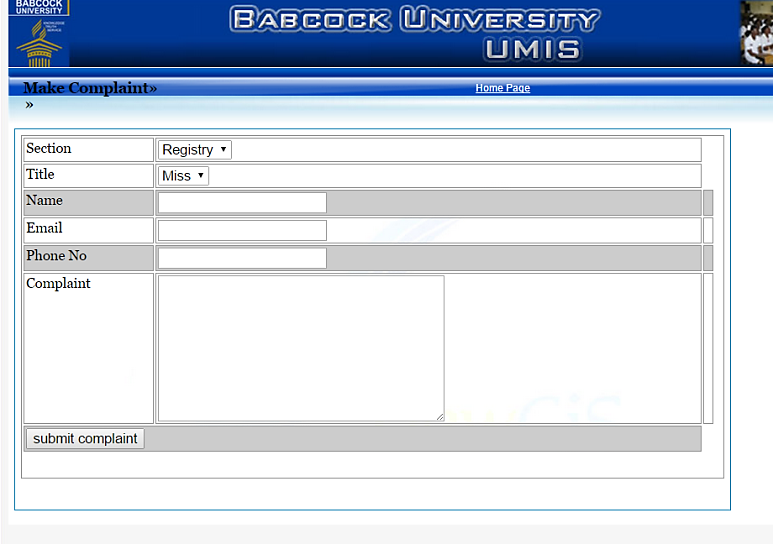 BABCOCK
UNIVERSITY
KNOWLEDGE
TRUTH
SERVICE
BABCOCK UNIVERSITY
UMIS
Make Complaint»
Home Page
»
Section
Registry
Title
Miss
Name
Email
Phone No
Complaint
submit complaint